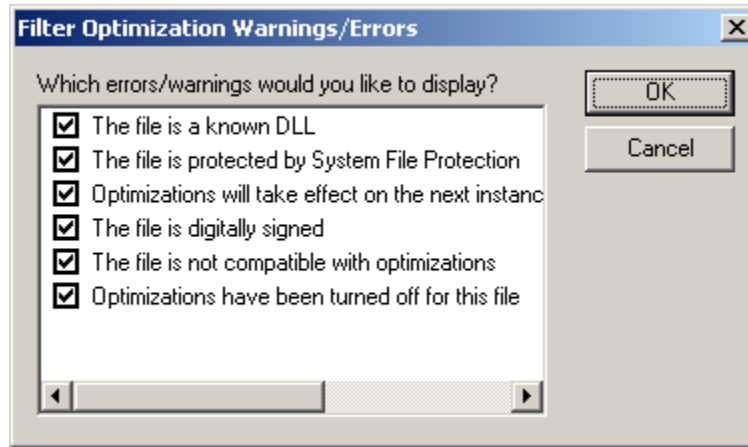 Filter Optimization Warnings/Errors
Which errors/warnings would you like to display?
OK
The file is a known DLL
Cancel
The file is protected by System File Protection
Optimizations will take effect on the next instanc
The file is digitally signed
The file is not compatible with optimizations
Optimizations have been turned off for this file